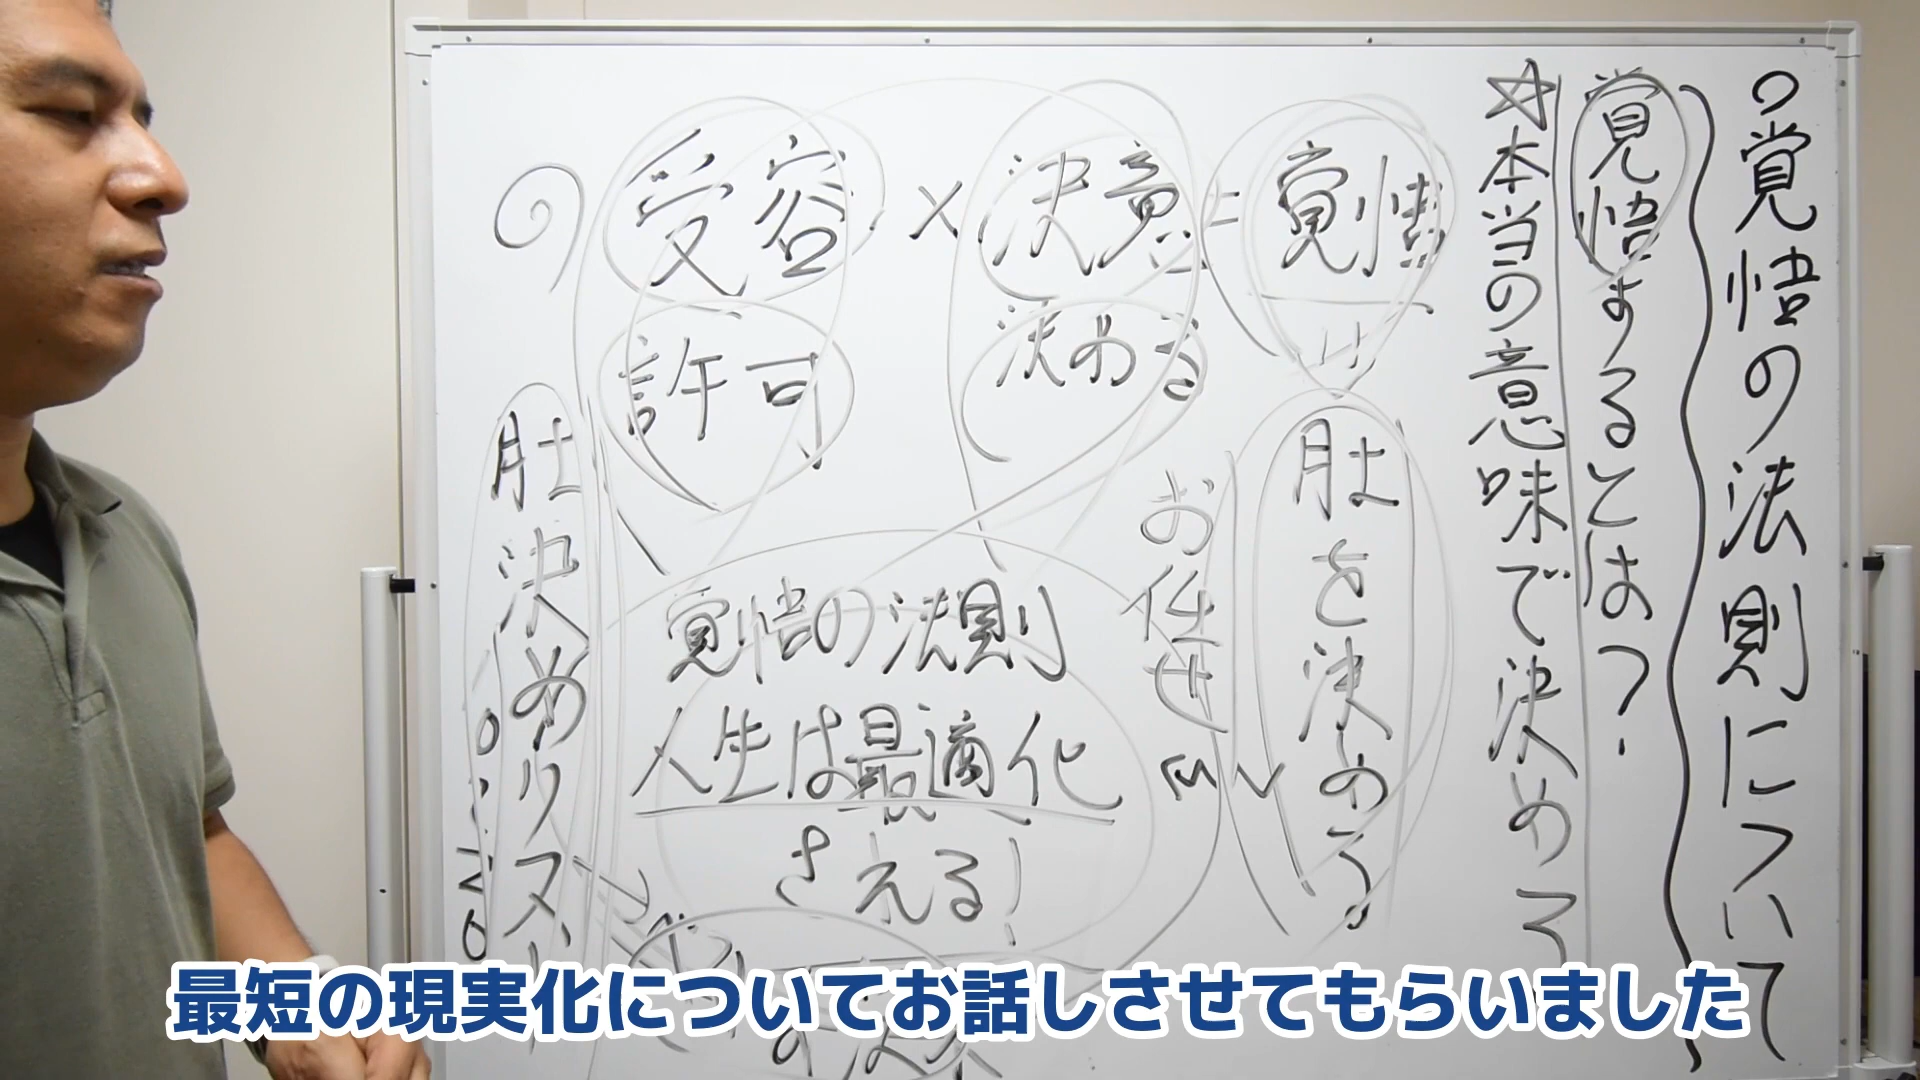 ○覚悟の法則について
覚悟するとは?
☆本当の意味で決める
受容×決意=覚悟
許可
決める
肚を決める
お任せ
覚悟の法則
人生は最適化
される!
肚決めリスト
最短の現実化についてお話しさせてもらいました